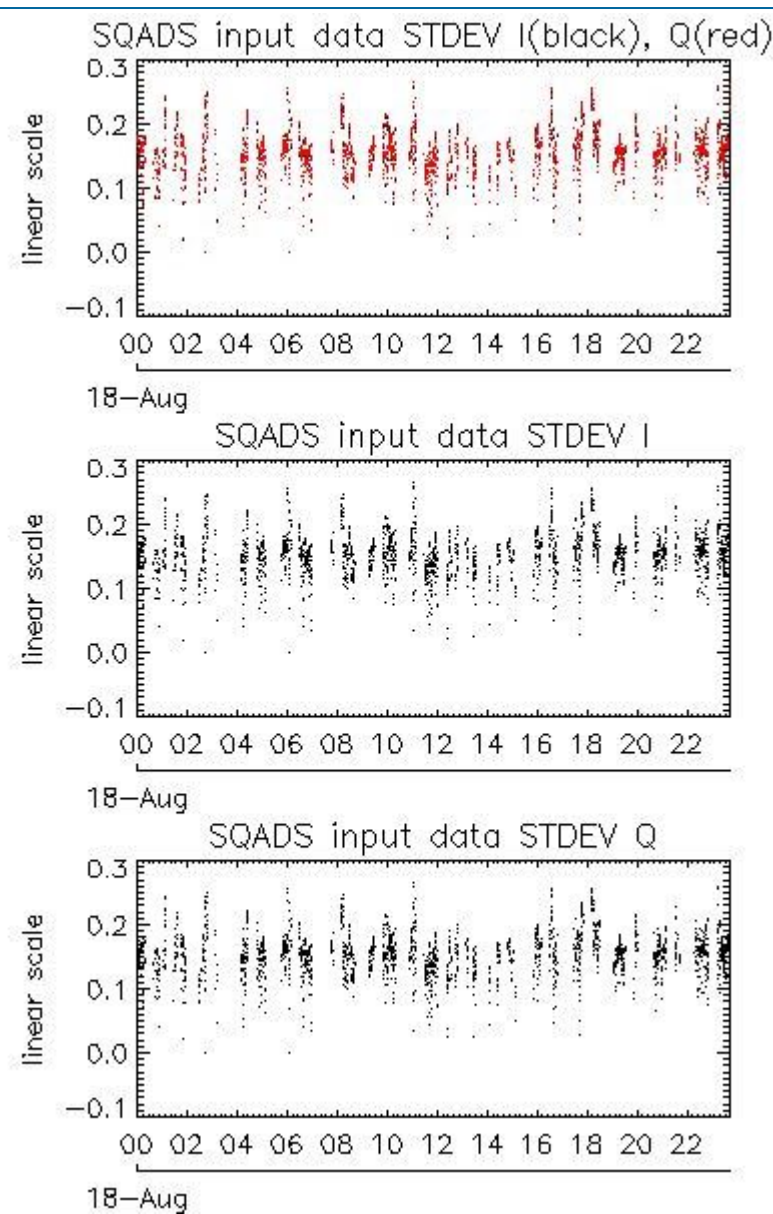 SQADS input data STDEV I(black), Q(red)
0.3
0.2
0.1
0.0
−0.1
linear scale
00 02 04 06 08 10 12 14 16 18 20 22
18−Aug
SQADS input data STDEV I
0.3
0.2
0.1
0.0
−0.1
linear scale
00 02 04 06 08 10 12 14 16 18 20 22
18−Aug
SQADS input data STDEV Q
0.3
0.2
0.1
0.0
−0.1
linear scale
00 02 04 06 08 10 12 14 16 18 20 22
18−Aug